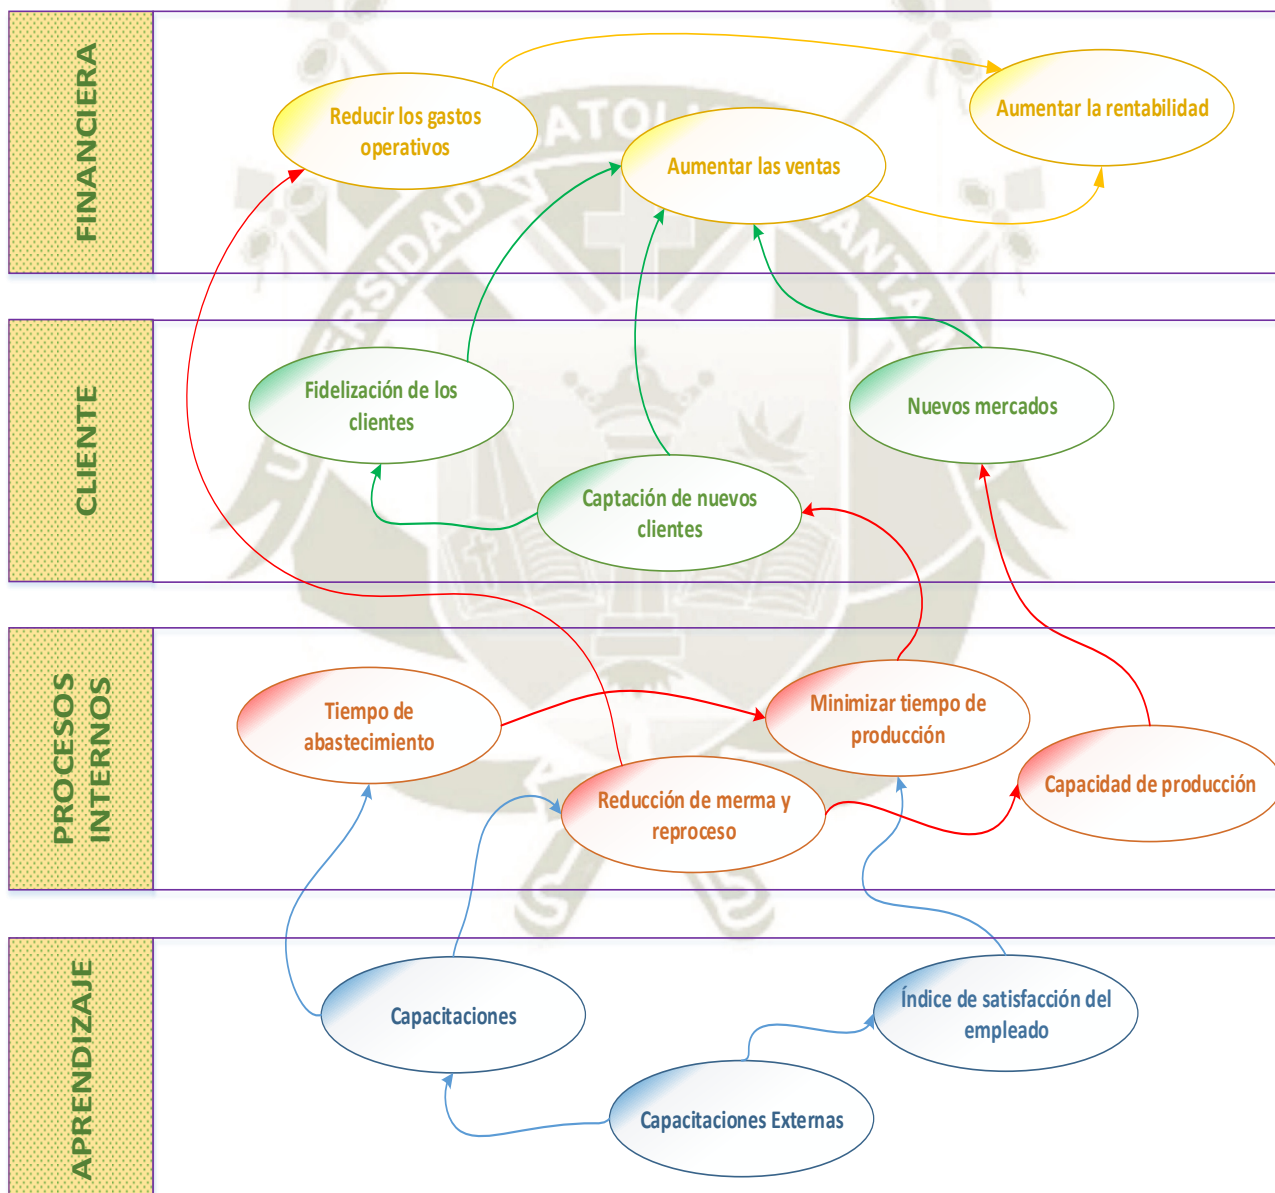 FINANCIERA
Reducir los gastos
operativos
Aumentar las ventas
Aumentar la rentabilidad
CLIENTE
Fidelización de los
clientes
Captación de nuevos
clientes
Nuevos mercados
PROCESOS
INTERNOS
Tiempo de
abastecimiento
Reducción de merma y
reproceso
Minimizar tiempo de
producción
Capacidad de producción
APRENDIZAJE
Capacitaciones
Capacitaciones Externas
Índice de satisfacción del
empleado